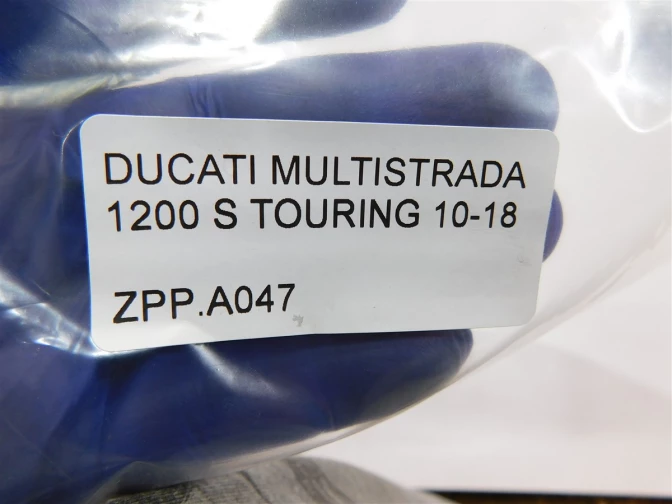 DUCATI MULTISTRADA
1200 S TOURING 10-18
ZPP.A047